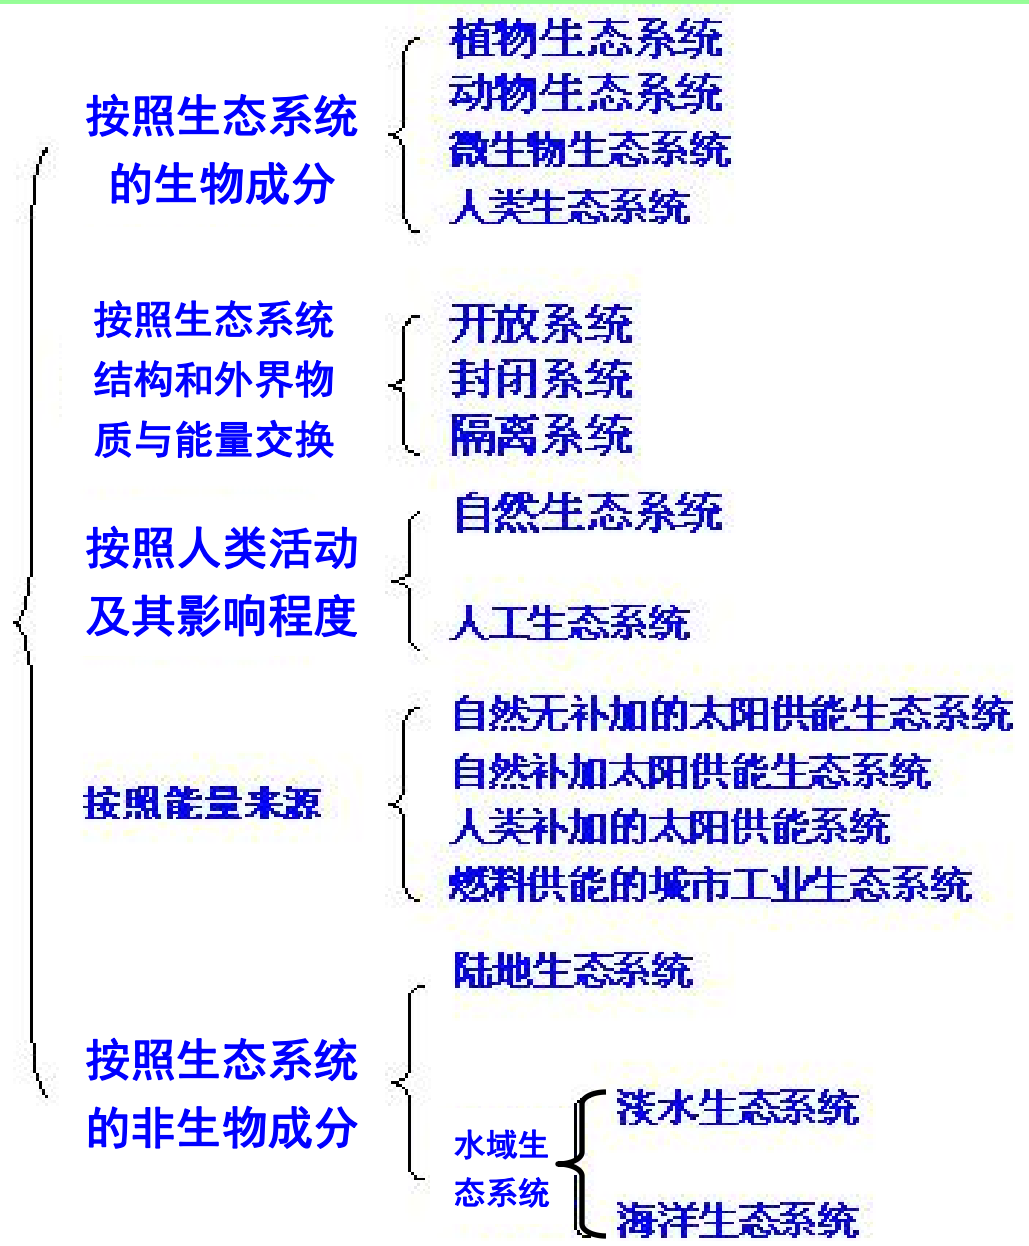 按照生态系统
的生物成分
植物生态系统
动物生态系统
微生物生态系统
人类生态系统
按照生态系统
结构和外界物
质与能量交换
开放系统
封闭系统
隔离系统
按照人类活动
及其影响程度
自然生态系统
人工生态系统
按照能量来源
自然无补加的太阳供能生态系统
自然补加太阳供能生态系统
人类补加的太阳供能系统
燃料供能的城市工业生态系统
按照生态系统
的非生物成分
陆地生态系统
水域生
态系统
淡水生态系统
海洋生态系统